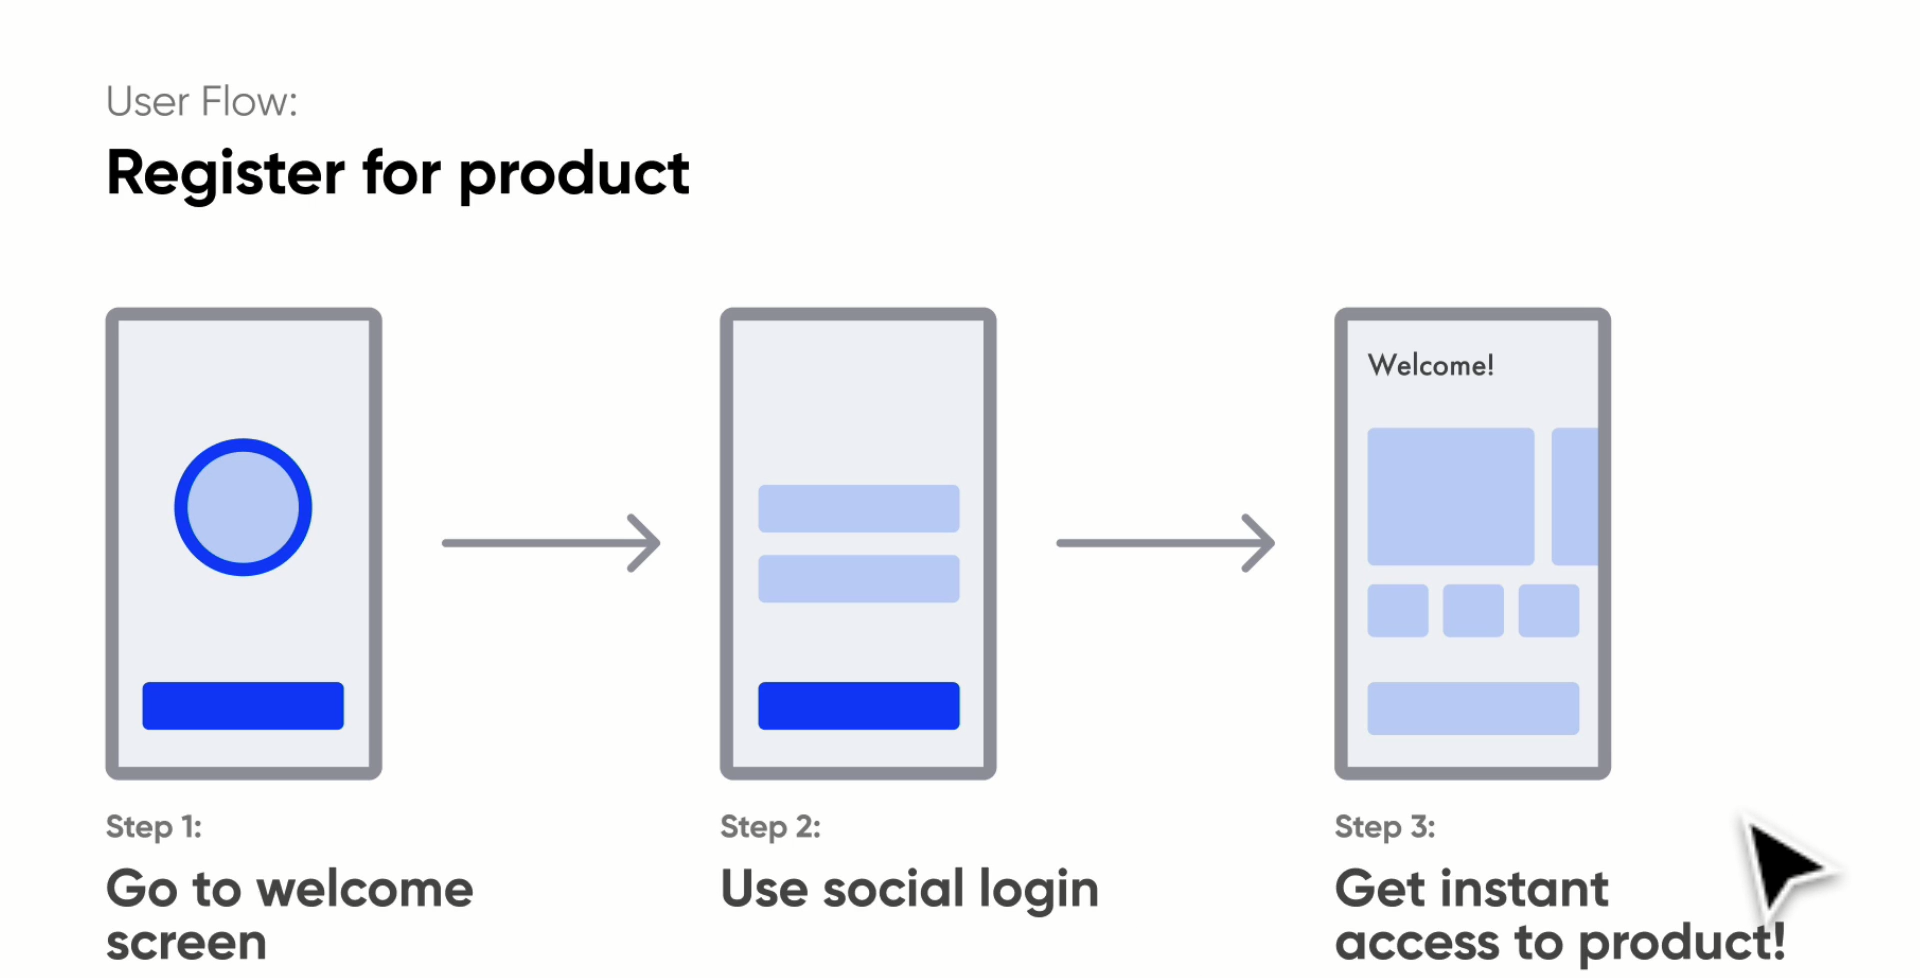 User Flow:
Register for product
Welcome!
Step 1:
Go to welcome
screen
Step 2:
Use social login
Step 3:
Get instant
access to product!